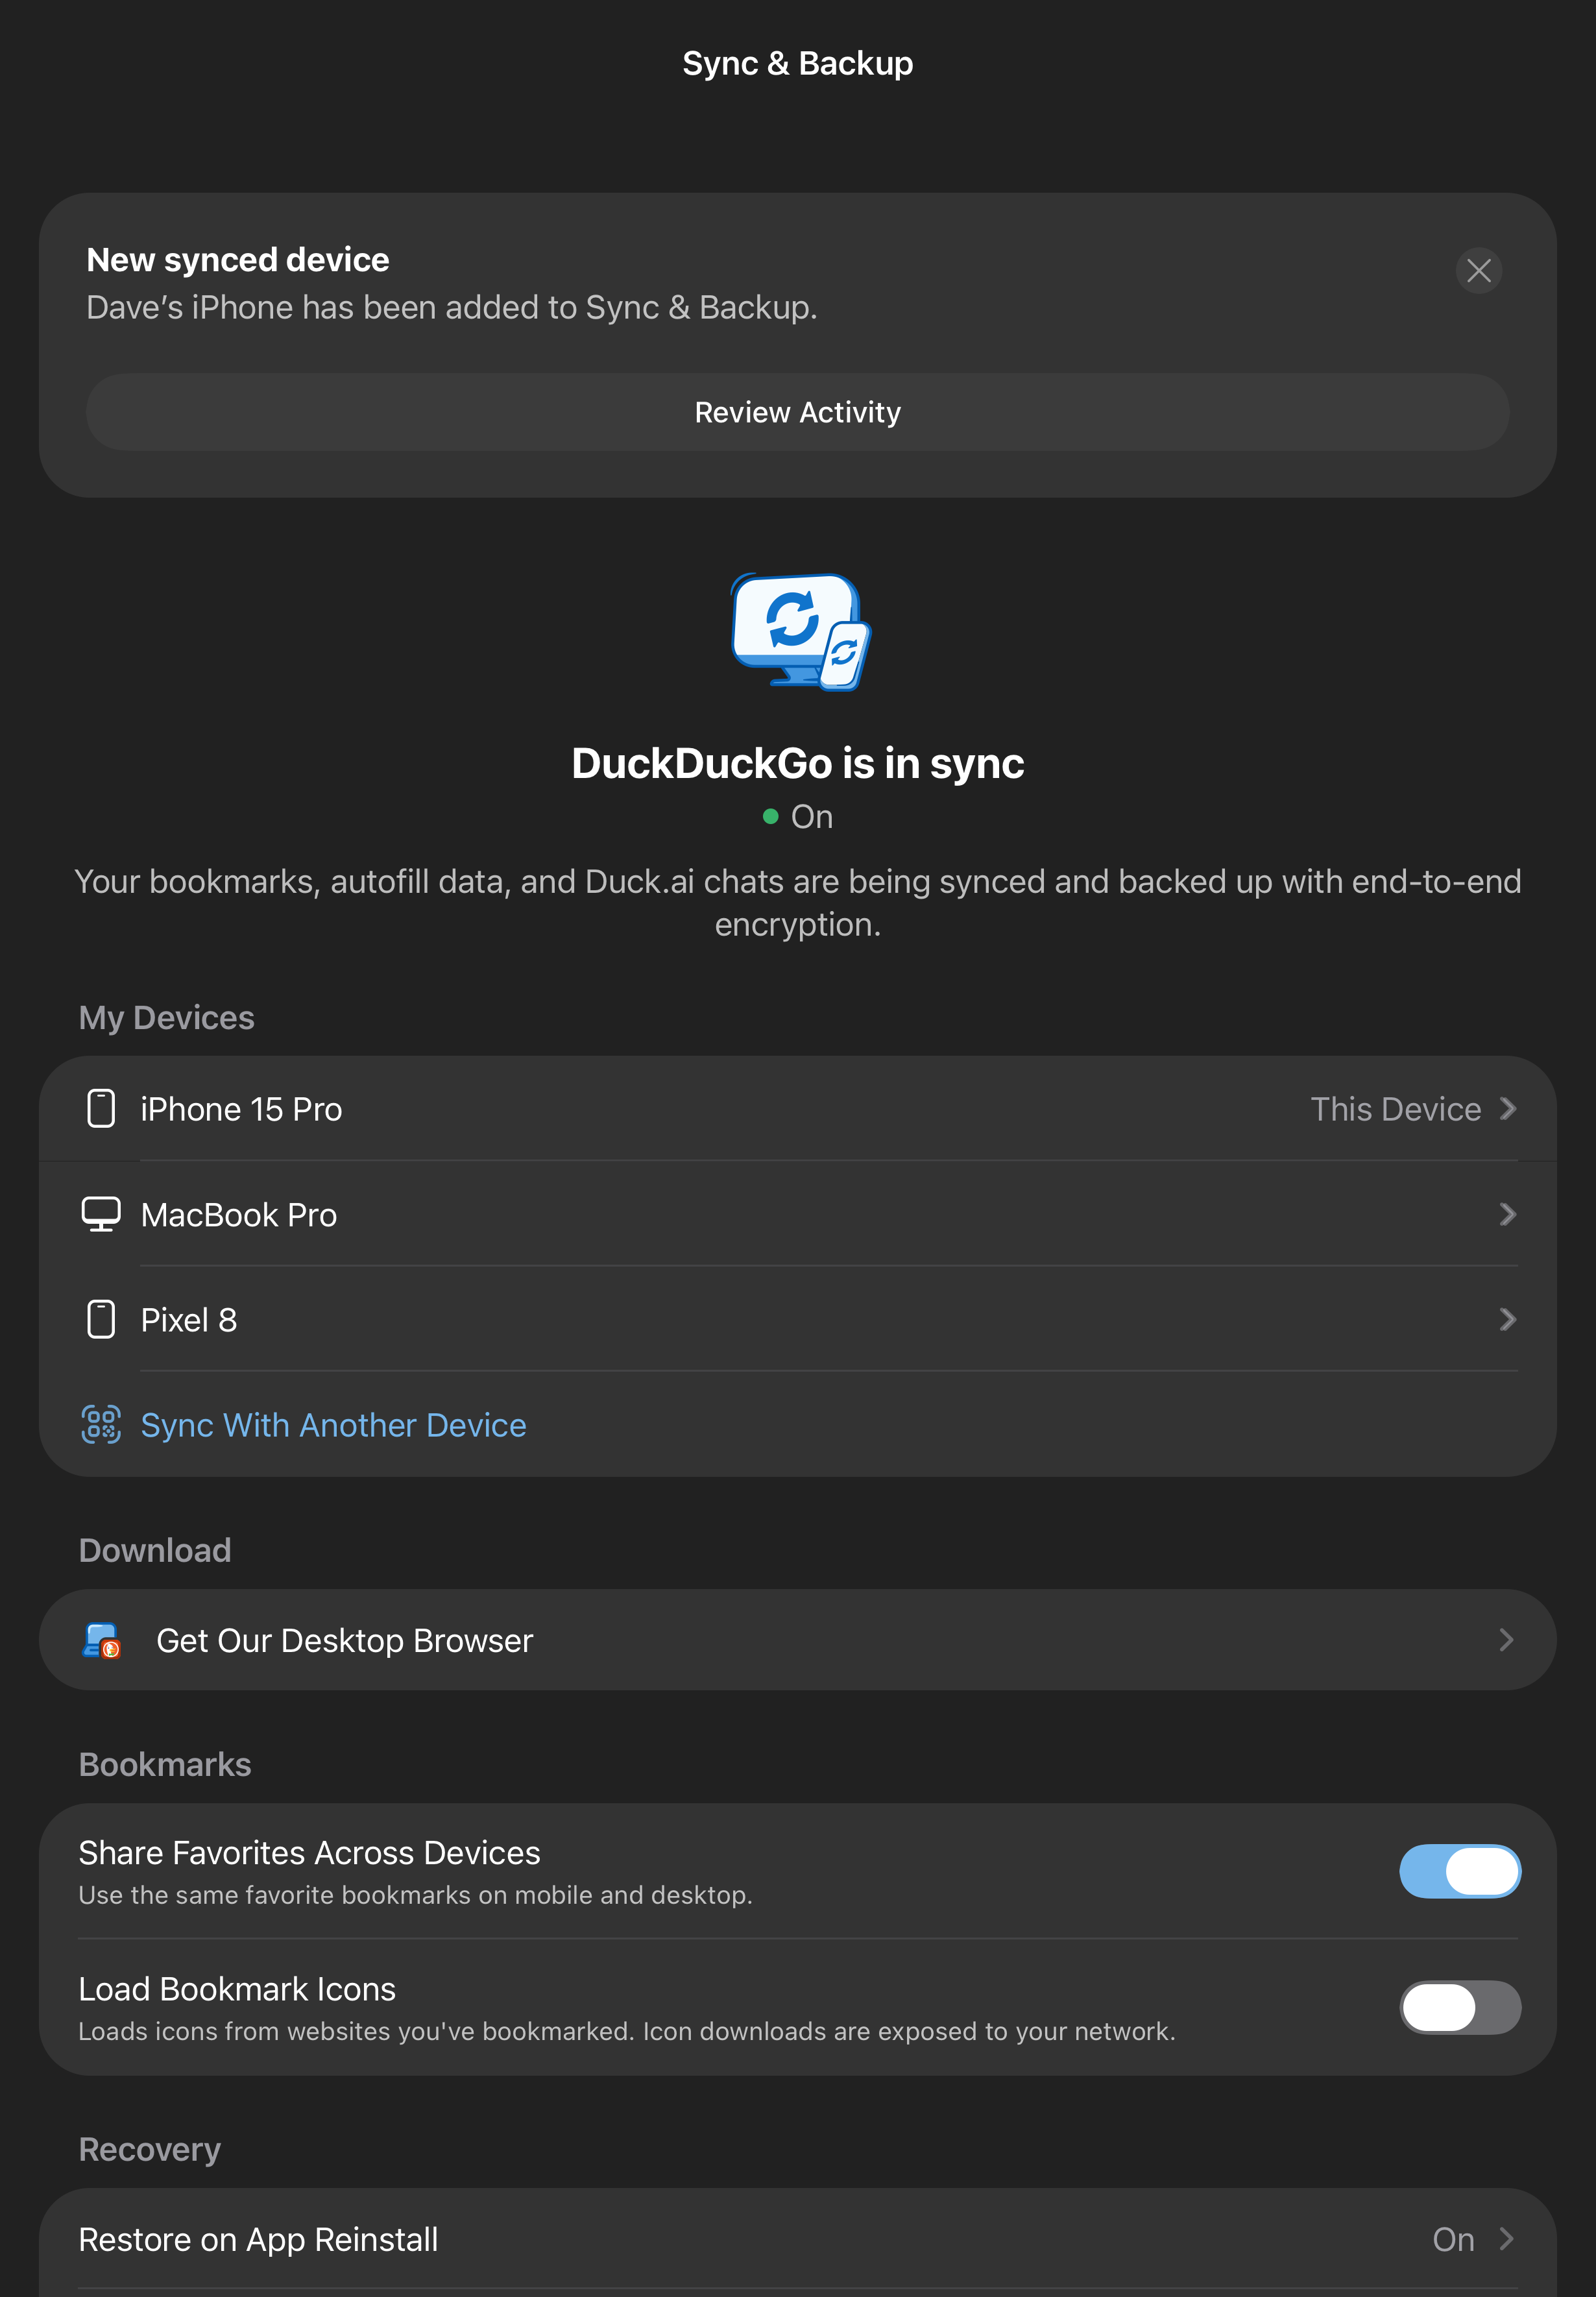 Sync & Backup
New synced device
Dave’s iPhone has been added to Sync & Backup.
Review Activity
DuckDuckGo is in sync
On
Your bookmarks, autofill data, and Duck.ai chats are being synced and backed up with end-to-end
encryption.
My Devices
iPhone 15 Pro
This Device
MacBook Pro
Pixel 8
Sync With Another Device
Download
Get Our Desktop Browser
Bookmarks
Share Favorites Across Devices
Use the same favorite bookmarks on mobile and desktop.
Load Bookmark Icons
Loads icons from websites you've bookmarked. Icon downloads are exposed to your network.
Recovery
Restore on App Reinstall
On